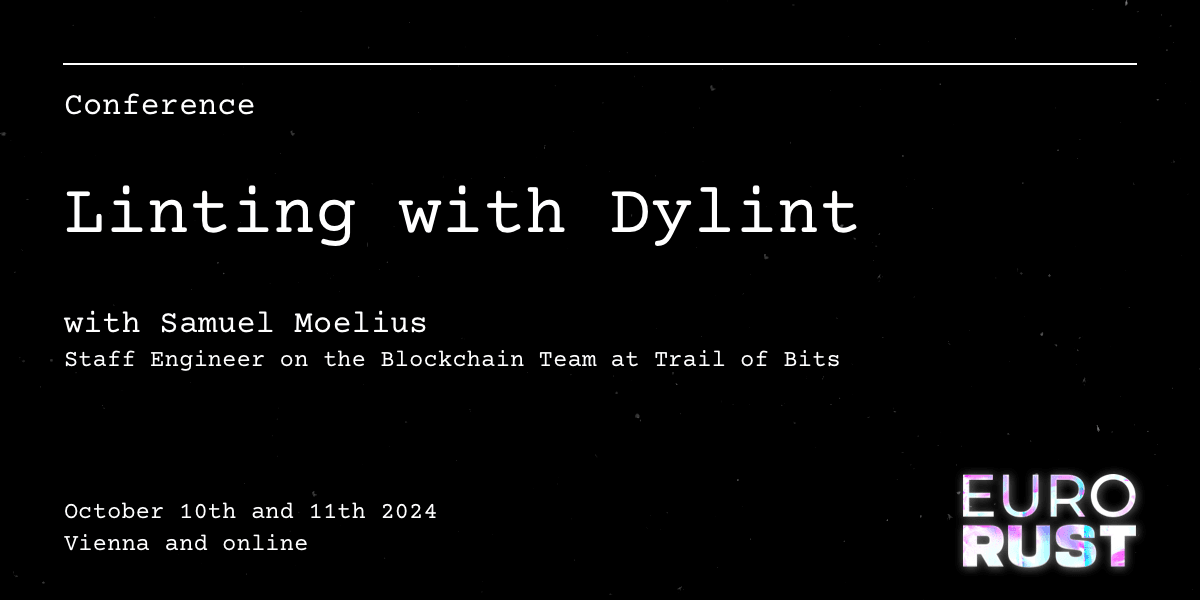 Conference
Linting with Dylint
with Samuel Moelius
Staff Engineer on the Blockchain Team at Trail of Bits
October 10th and 11th 2024
Vienna and online
EURO
RUST